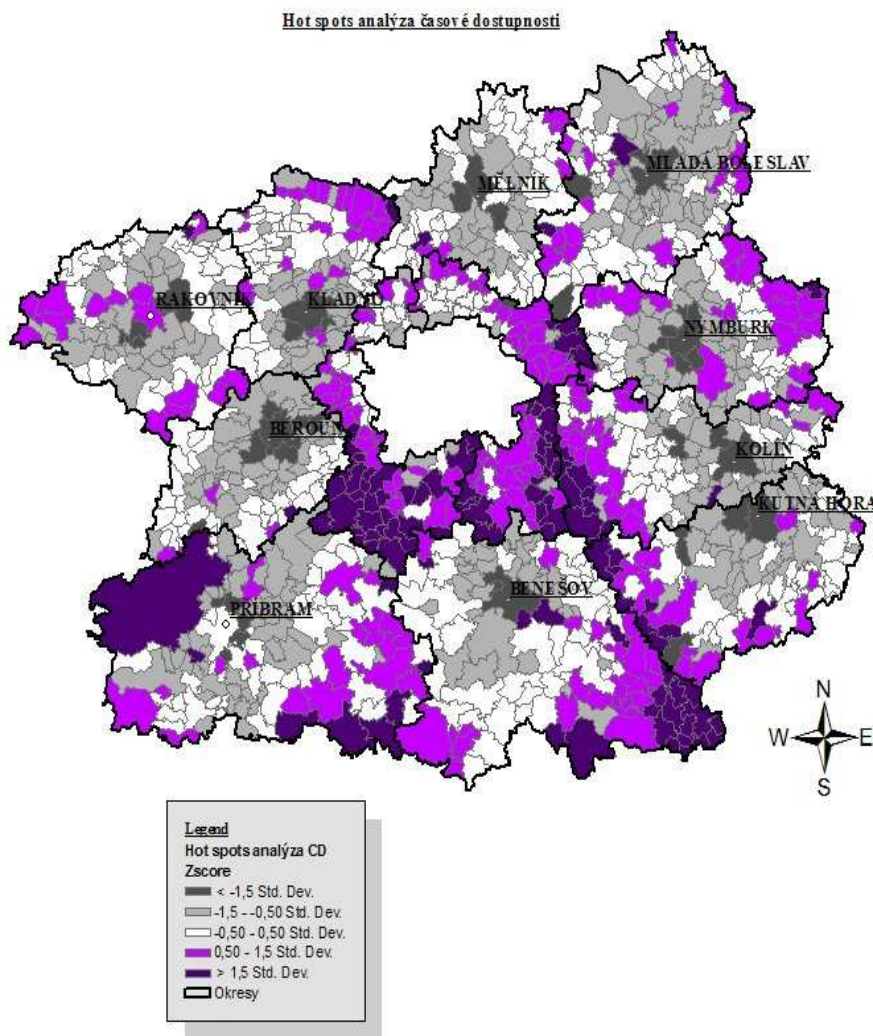 Hot spots analýza časové dostupnosti
MLADÁ BOLESLAV
MĚLNÍK
RAKOVNÍK
KLADNO
NYMBURK
BEROUN
KOLÍN
KUTNÁ HORA
BENEŠOV
PŘÍBRAM
N
W E
S
Legend
Hot spots analýza CD
Zscore
< -1,5 Std. Dev.
-1,5 - -0,50 Std. Dev.
-0,50 - 0,50 Std. Dev.
0,50 - 1,5 Std. Dev.
> 1,5 Std. Dev.
Okresy